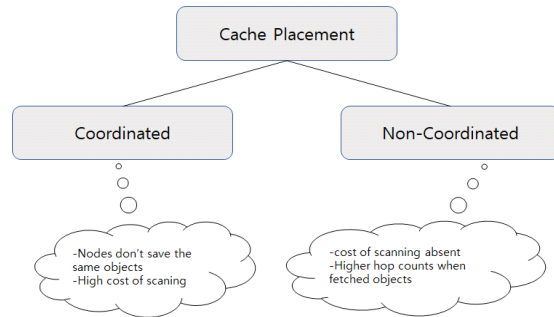 Cache Placement
Coordinated
Non-Coordinated
-Nodes don't save the
same objects
-High cost of scaning
-cost of scanning absent
-Higher hop counts when
fetched objects